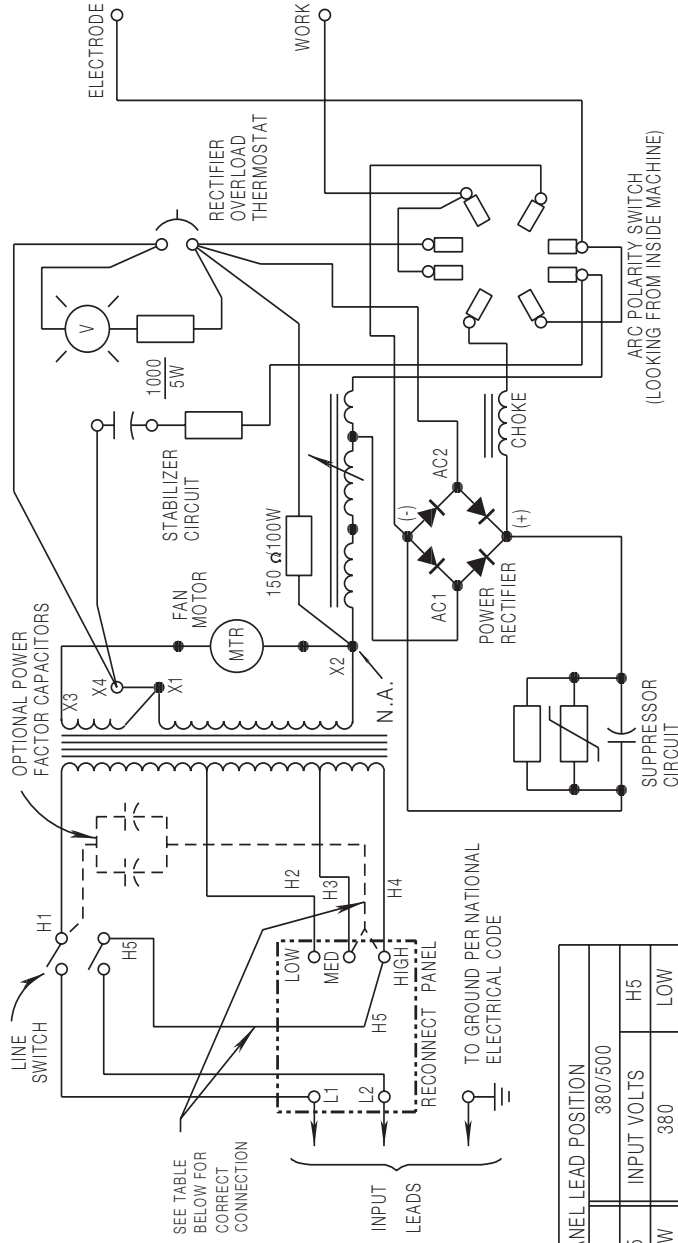 ELECTRODE
WORK
RECTIFIER
OVERLOAD
THERMOSTAT
V
1000
5W
STABILIZER
CIRCUIT
150 Ω/100W
FAN
MOTOR
MTR
OPTIONAL POWER
FACTOR CAPACITORS
X3
X4
X1
X2
N.A.
ARC POLARITY SWITCH
(LOOKING FROM INSIDE MACHINE)
CHOKE
AC2
(-)
(+)
AC1
POWER
RECTIFIER
SUPPRESSOR
CIRCUIT
LINE
SWITCH
H1
H5
H2
H3
H4
LOW
MED
HIGH
H5
L1
L2
RECONNECT PANEL
SEE TABLE
BELOW FOR
CORRECT
CONNECTION
INPUT
LEADS
TO GROUND PER NATIONAL
ELECTRICAL CODE
ANEL LEAD POSITION
380/500
INPUT VOLTS H5
380 LOW